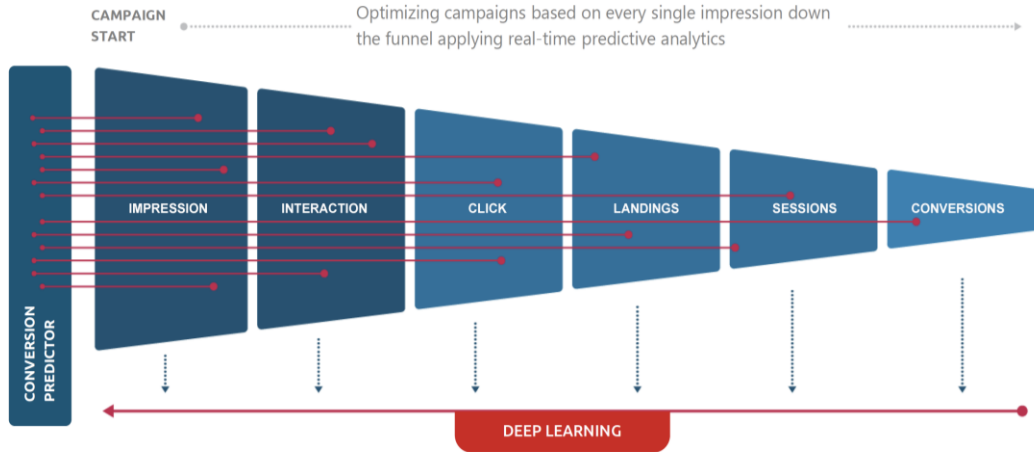 CAMPAIGN
START
Optimizing campaigns based on every single impression down
the funnel applying real-time predictive analytics
CONVERSION
PREDICTOR
IMPRESSION
INTERACTION
CLICK
LANDINGS
SESSIONS
CONVERSIONS
DEEP LEARNING